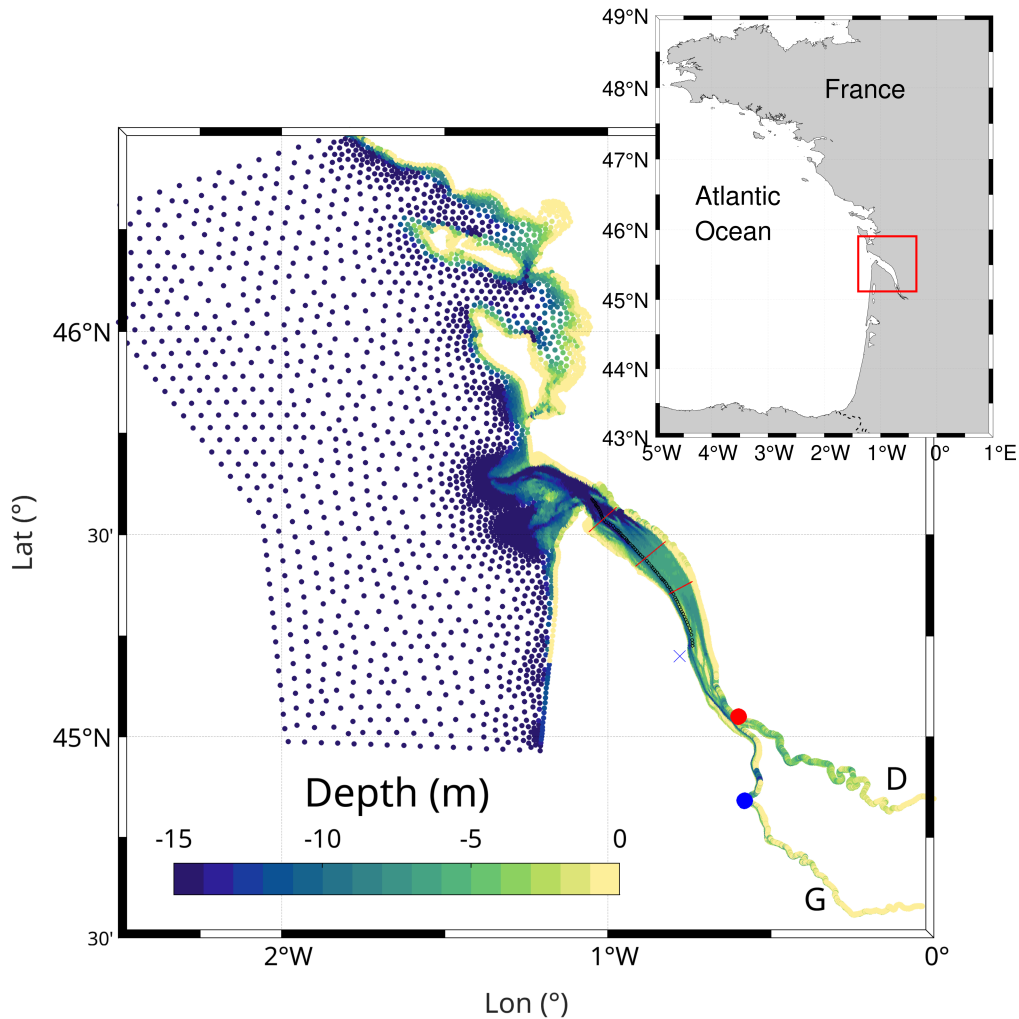 49°N
48°N
47°N
46°N
45°N
44°N
43°N
France
Atlantic
Ocean
5°W 4°W 3°W 2°W 1°W 0° 1°E
46°N
30'
45°N
30'
Lat (°)
Depth (m)
-15 -10 -5 0
D
G
2°W 1°W 0°
Lon (°)